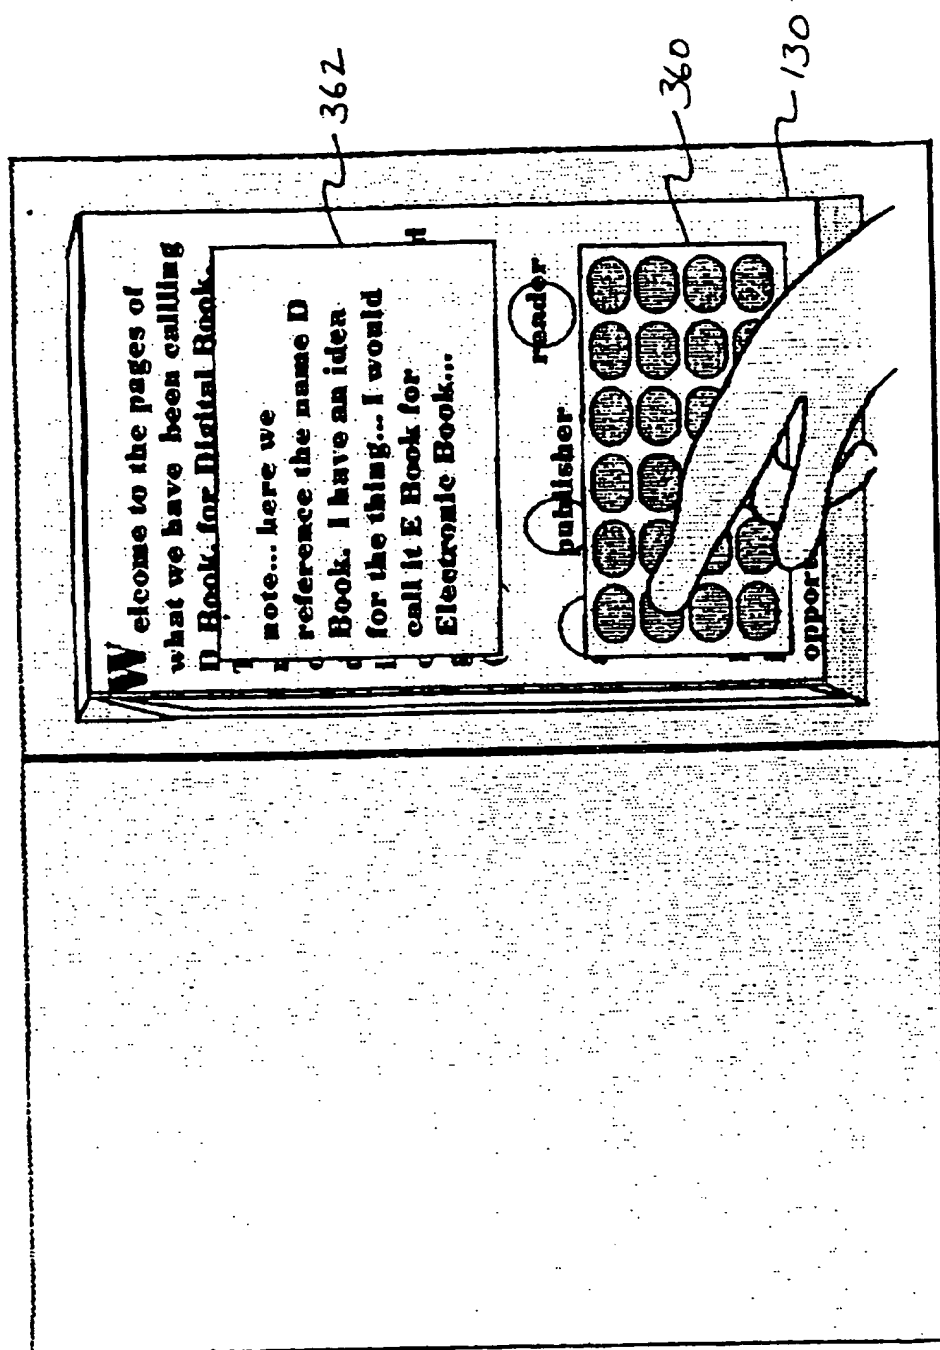 Welcome to the pages of
what we have been callling
D Book, for Digital Book.
note... here we
reference the name D
Book. I have an idea
for the thing... I would
call it E Book for
Electronic Book...
publisher
reader
362
360
130